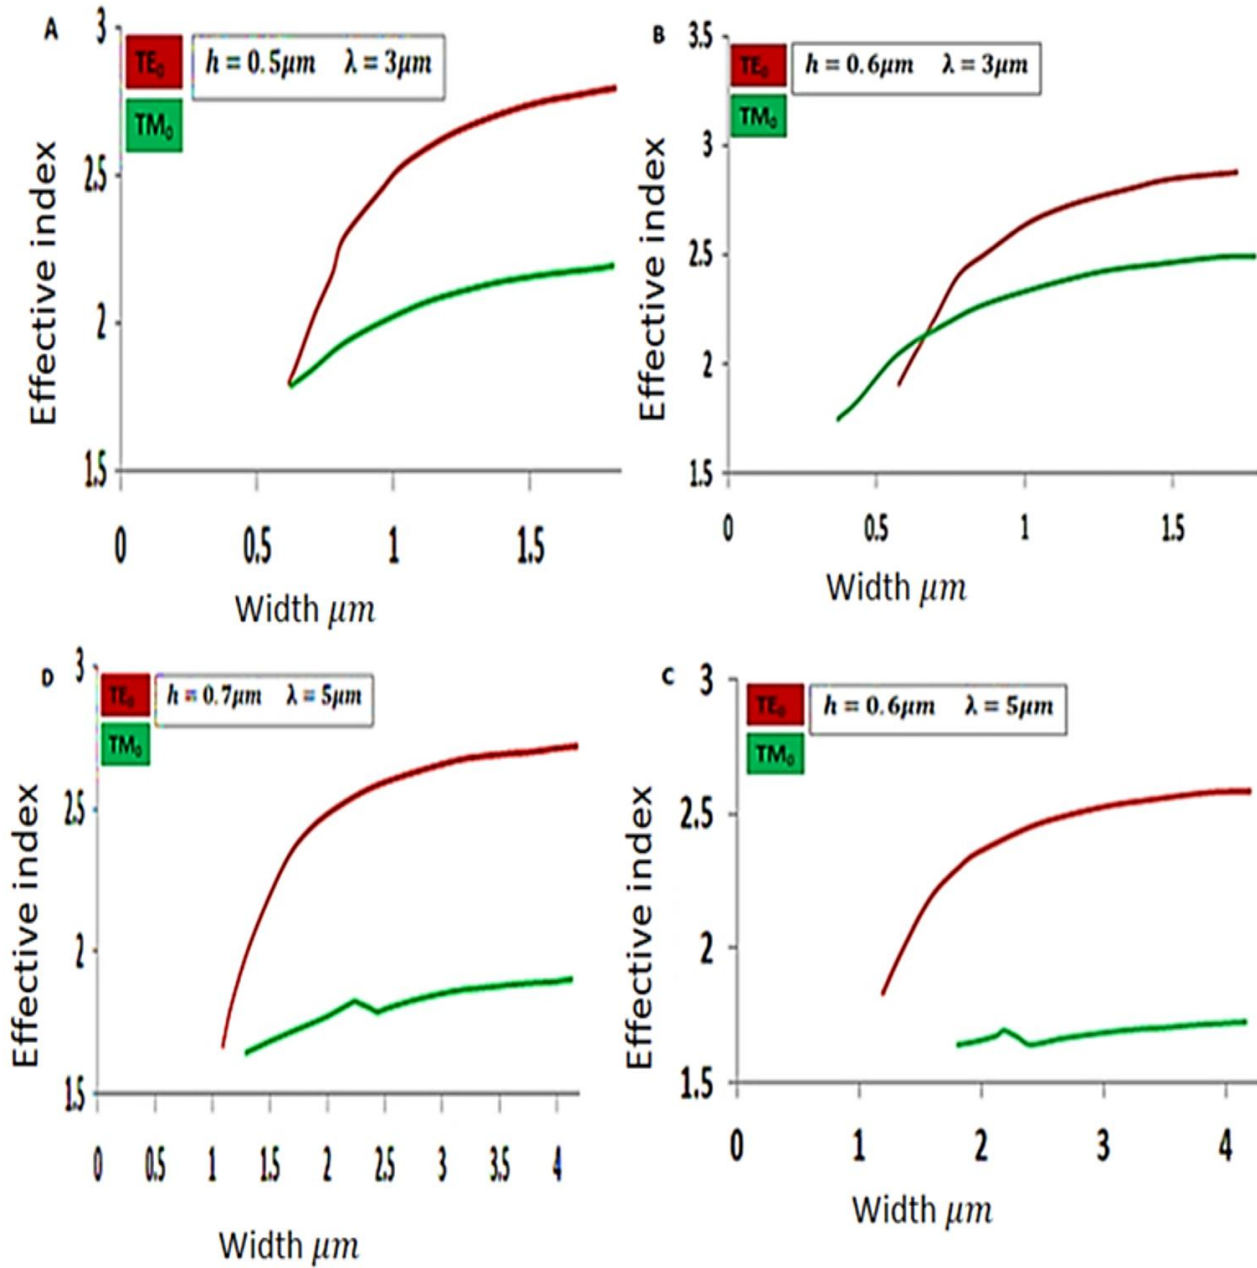 A
3
TE₀
h = 0.5μm λ = 3μm
TM₀
2.5
2
1.5
Effective index
0 0.5 1 1.5
Width μm
B
3.5
TE₀
h = 0.6μm λ = 3μm
TM₀
3
2.5
2
1.5
Effective index
0 0.5 1 1.5
Width μm
D
3
TE₀
h = 0.7μm λ = 5μm
TM₀
2.5
2
1.5
Effective index
0 0.5 1 1.5 2 2.5 3 3.5 4
Width μm
C
3
TE₀
h = 0.6μm λ = 5μm
TM₀
2.5
2
1.5
Effective index
0 1 2 3 4
Width μm